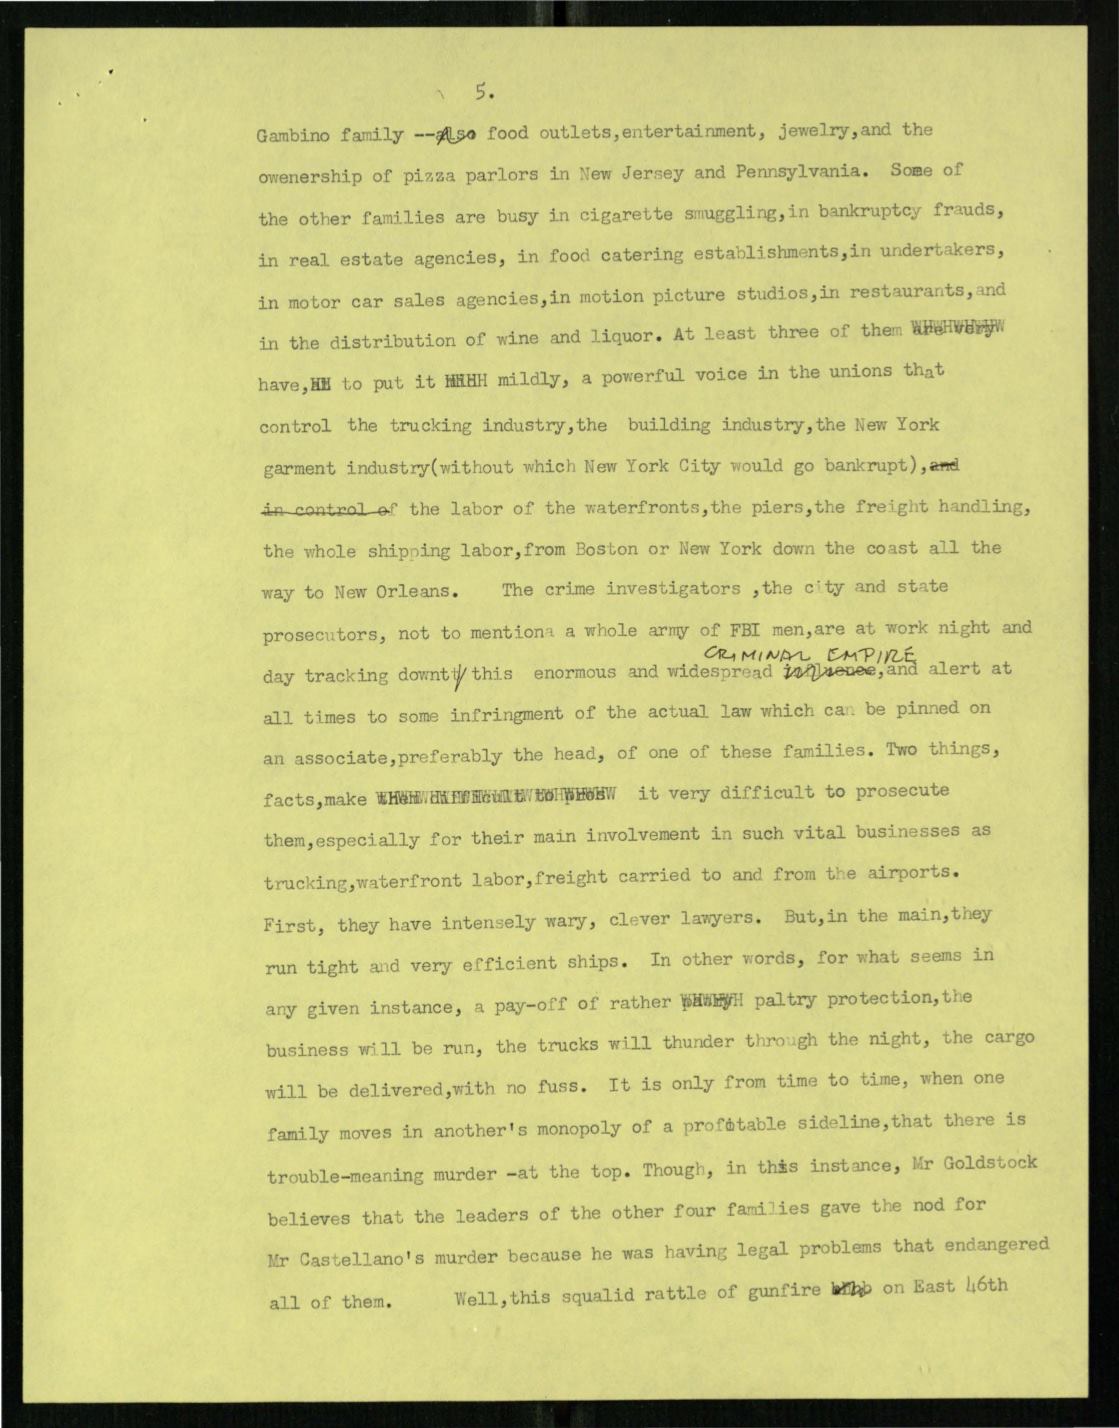 5.
Gambino family --also food outlets,entertainment, jewelry,and the
owenership of pizza parlors in New Jersey and Pennsylvania. Some of
the other families are busy in cigarette smuggling,in bankruptcy frauds,
in real estate agencies, in food catering establishments,in undertakers,
in motor car sales agencies,in motion picture studios,in restaurants,and
in the distribution of wine and liquor. At least three of them are very
have, to put it mildly, a powerful voice in the unions that
control the trucking industry,the building industry,the New York
garment industry(without which New York City would go bankrupt),and
in control of the labor of the waterfronts,the piers,the freight handling,
the whole shipping labor,from Boston or New York down the coast all the
way to New Orleans. The crime investigators ,the city and state
prosecutors, not to mention a whole army of FBI men,are at work night and
CRIMINAL EMPIRE
day tracking downtt/this enormous and widespread influence,and alert at
all times to some infringment of the actual law which can be pinned on
an associate,preferably the head, of one of these families. Two things,
facts,make it very difficult to prosecute
them,especially for their main involvement in such vital businesses as
trucking,waterfront labor,freight carried to and from the airports.
First, they have intensely wary, clever lawyers. But,in the main,they
run tight and very efficient ships. In other words, for what seems in
any given instance, a pay-off of rather paltry protection,the
business will be run, the trucks will thunder through the night, the cargo
will be delivered,with no fuss. It is only from time to time, when one
family moves in another's monopoly of a profitable sideline,that there is
trouble-meaning murder -at the top. Though, in this instance, Mr Goldstock
believes that the leaders of the other four families gave the nod for
Mr Castellano's murder because he was having legal problems that endangered
all of them. Well,this squalid rattle of gunfire on East 46th